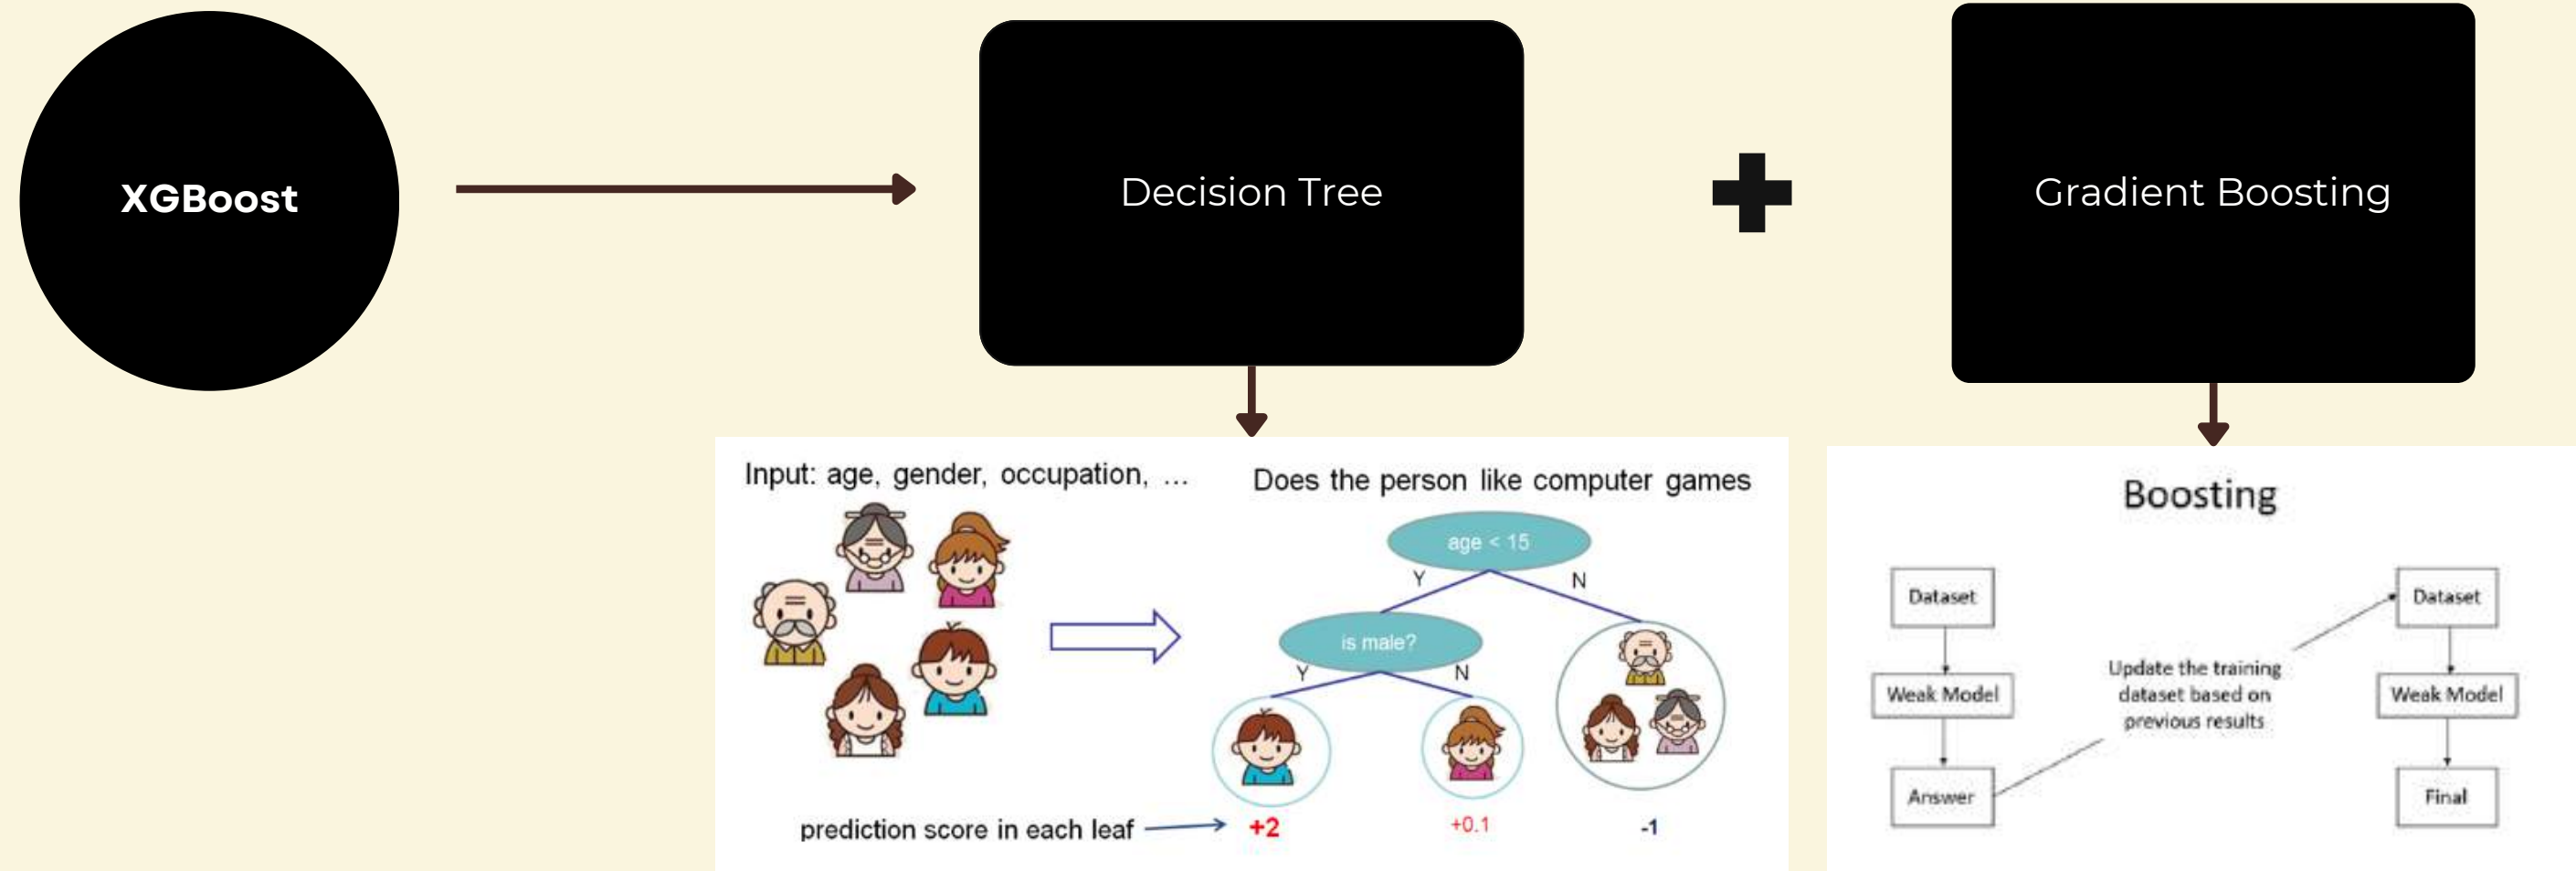 XGBoost
Decision Tree
Gradient Boosting
Input: age, gender, occupation, ...
Does the person like computer games
age < 15
Y
N
is male?
Y
N
prediction score in each leaf
+2
+0.1
-1
Boosting
Dataset
Dataset
Update the training
dataset based on
previous results
Weak Model
Weak Model
Answer
Final